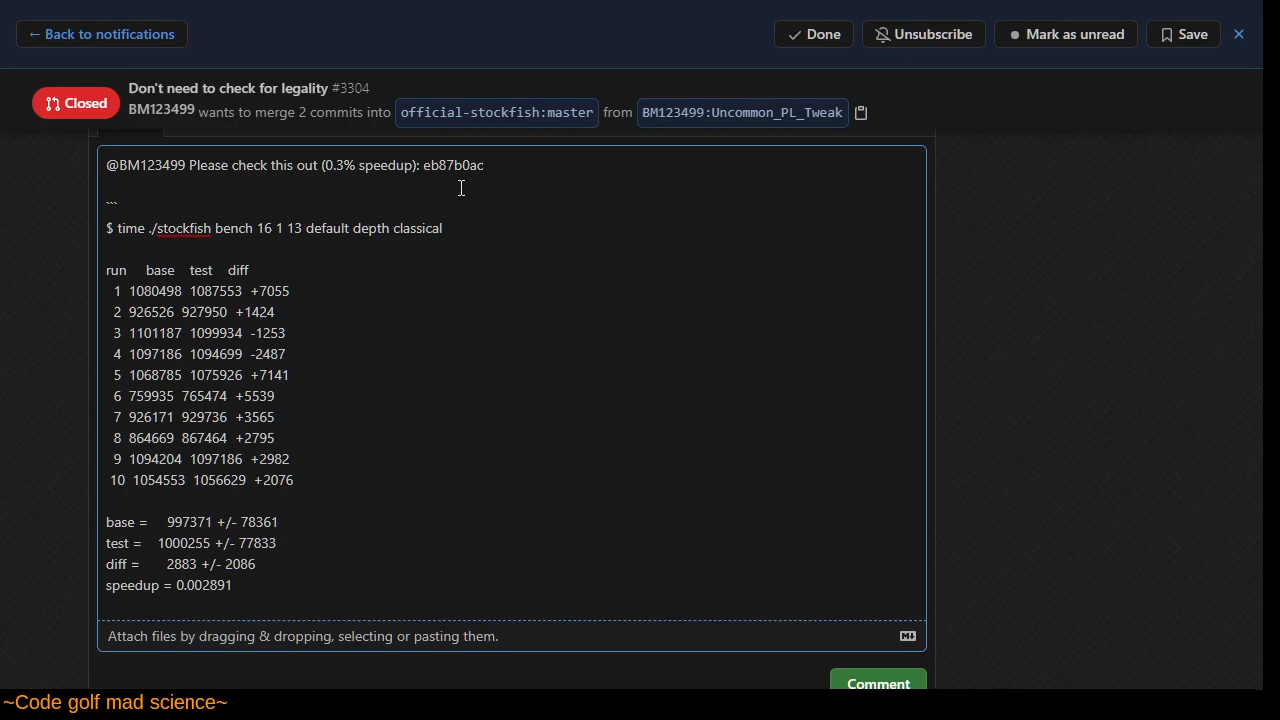 ← Back to notifications
Done
Unsubscribe
Mark as unread
Save
Closed
Don't need to check for legality #3304
BM123499 wants to merge 2 commits into official-stockfish:master from BM123499:Uncommon_PL_Tweak
@BM123499 Please check this out (0.3% speedup): eb87b0ac
```
$ time ./stockfish bench 16 1 13 default depth classical
run base test diff
1 1080498 1087553 +7055
2 926526 927950 +1424
3 1101187 1099934 -1253
4 1097186 1094699 -2487
5 1068785 1075926 +7141
6 759935 765474 +5539
7 926171 929736 +3565
8 864669 867464 +2795
9 1094204 1097186 +2982
10 1054553 1056629 +2076
base = 997371 +/- 78361
test = 1000255 +/- 77833
diff = 2883 +/- 2086
speedup = 0.002891
Attach files by dragging & dropping, selecting or pasting them.
Comment
~Code golf mad science~